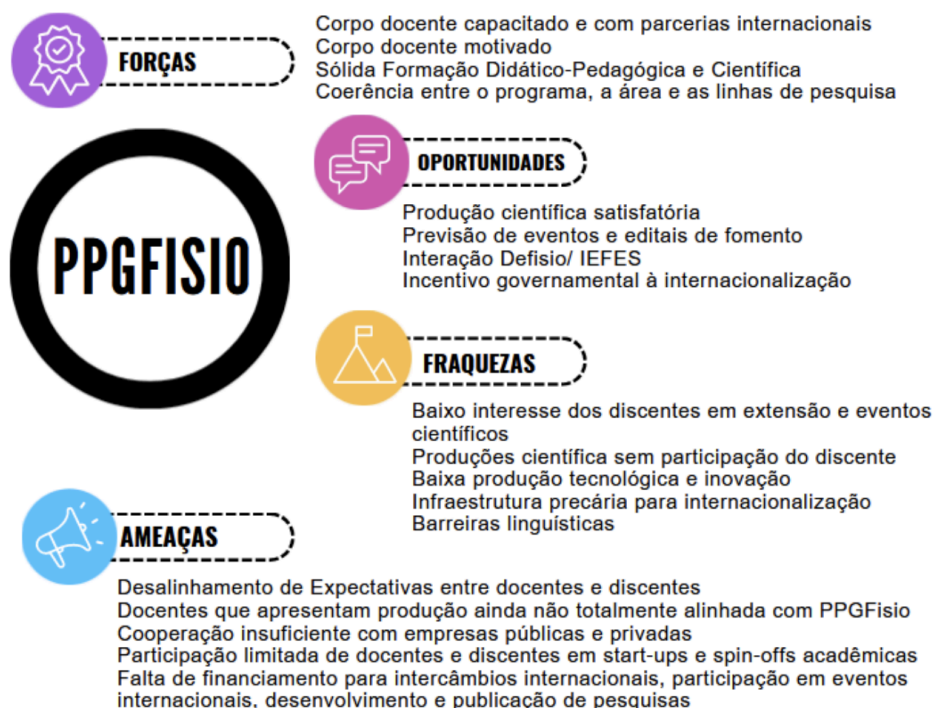 FORÇAS
Corpo docente capacitado e com parcerias internacionais
Corpo docente motivado
Sólida Formação Didático-Pedagógica e Científica
Coerência entre o programa, a área e as linhas de pesquisa
PPGFISIO
OPORTUNIDADES
Produção científica satisfatória
Previsão de eventos e editais de fomento
Interação Defisio/ IEFES
Incentivo governamental à internacionalização
FRAQUEZAS
Baixo interesse dos discentes em extensão e eventos
científicos
Produções científica sem participação do discente
Baixa produção tecnológica e inovação
Infraestrutura precária para internacionalização
Barreiras linguísticas
AMEAÇAS
Desalinhamento de Expectativas entre docentes e discentes
Docentes que apresentam produção ainda não totalmente alinhada com PPGFisio
Cooperação insuficiente com empresas públicas e privadas
Participação limitada de docentes e discentes em start-ups e spin-offs acadêmicas
Falta de financiamento para intercâmbios internacionais, participação em eventos
internacionais, desenvolvimento e publicação de pesquisas